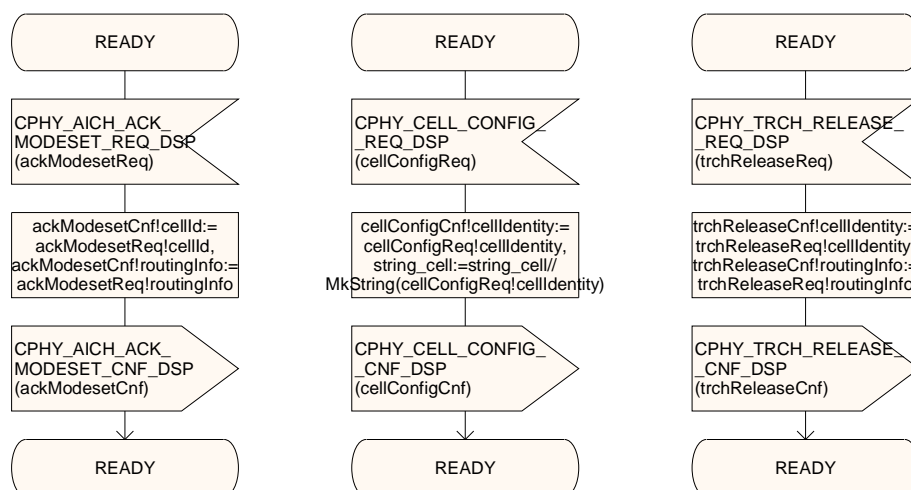 READY
CPHY_AICH_ACK_
MODESET_REQ_DSP
(ackModesetReq)
ackModesetCnf!cellId:=
ackModesetReq!cellId,
ackModesetCnf!routingInfo:=
ackModesetReq!routingInfo
CPHY_AICH_ACK_
MODESET_CNF_DSP
(ackModesetCnf)
READY
READY
CPHY_CELL_CONFIG_
_REQ_DSP
(cellConfigReq)
cellConfigCnf!cellIdentity:=
cellConfigReq!cellIdentity,
string_cell:=string_cell//
MkString(cellConfigReq!cellIdentity)
CPHY_CELL_CONFIG_
_CNF_DSP
(cellConfigCnf)
READY
READY
CPHY_TRCH_RELEASE_
_REQ_DSP
(trchReleaseReq)
trchReleaseCnf!cellIdentity:=
trchReleaseReq!cellIdentity
trchReleaseCnf!routingInfo:=
trchReleaseReq!routingInfo
CPHY_TRCH_RELEASE_
_CNF_DSP
(trchReleaseCnf)
READY